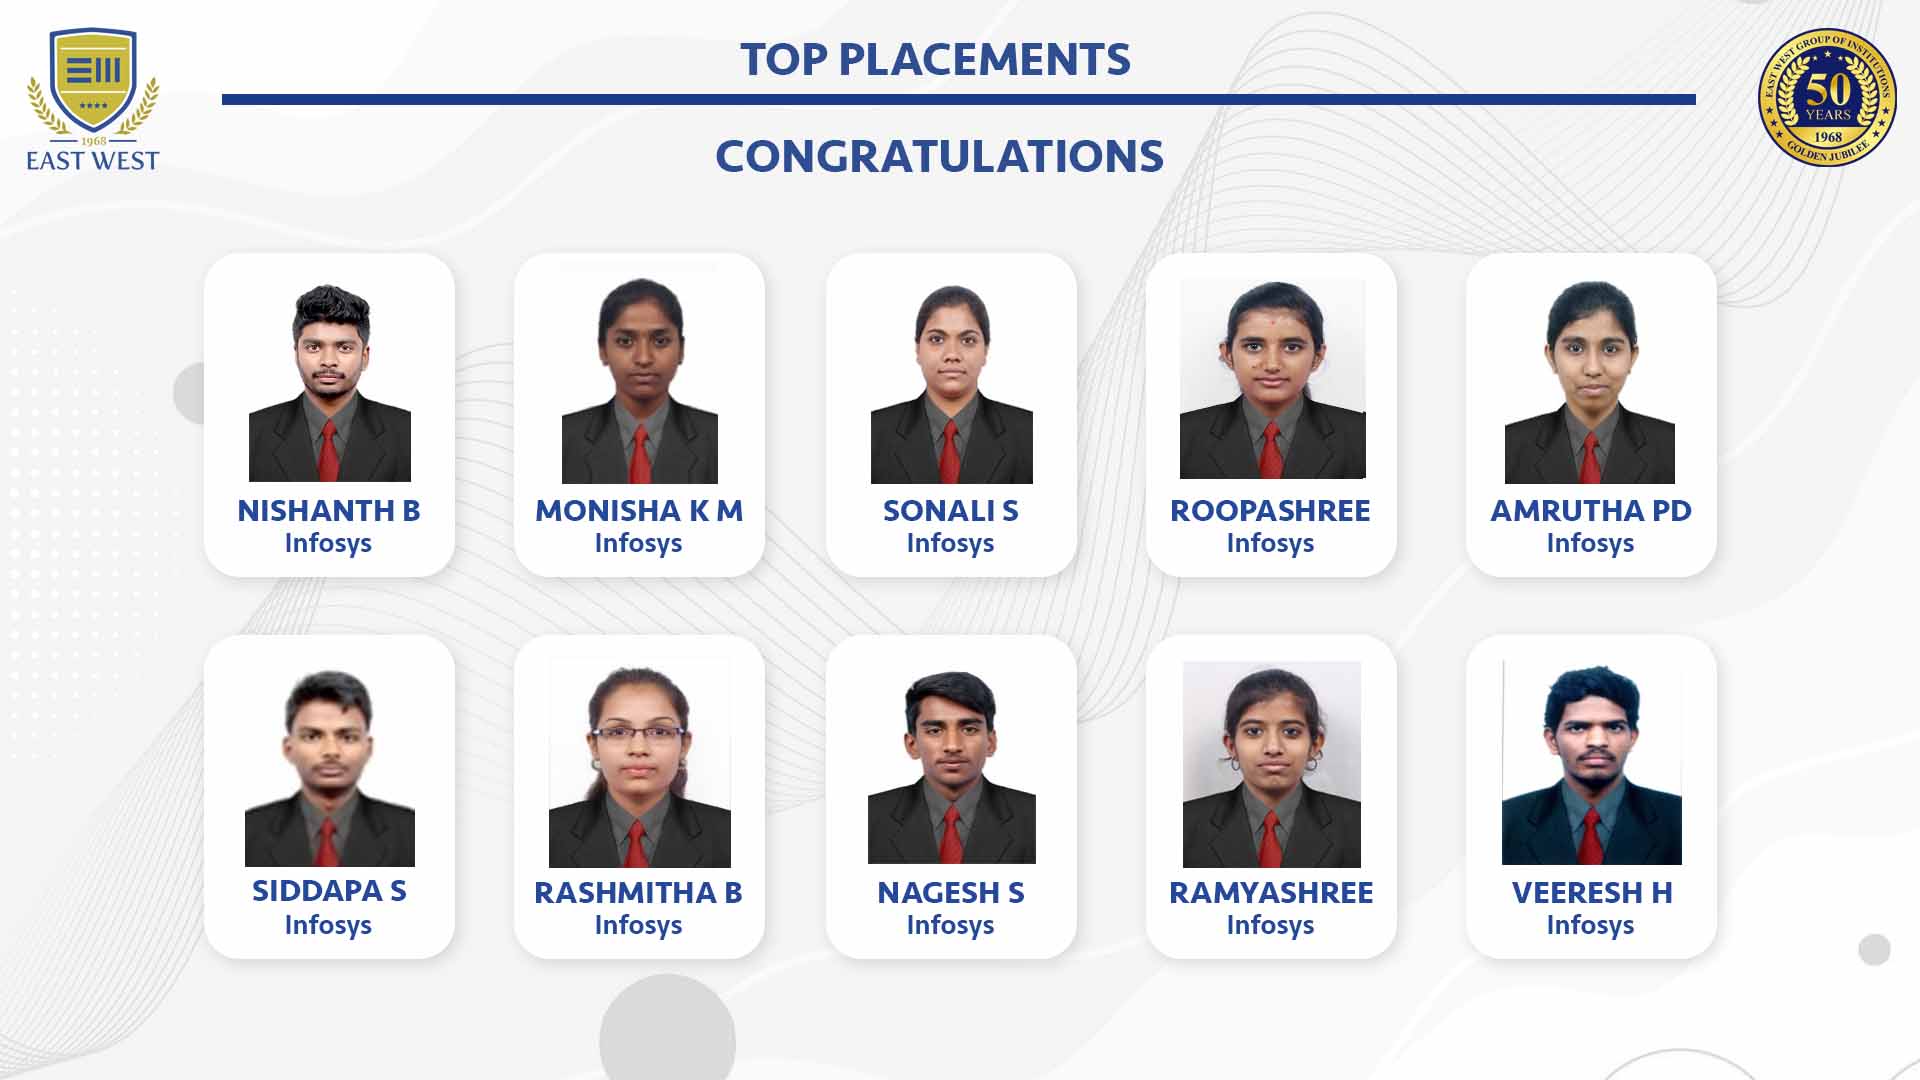 1968
EAST WEST
TOP PLACEMENTS
CONGRATULATIONS
EAST WEST GROUP OF INSTITUTIONS
50
YEARS
1968
GOLDEN JUBILEE
NISHANTH B
Infosys
MONISHA K M
Infosys
SONALI S
Infosys
ROOPASHREE
Infosys
AMRUTHA PD
Infosys
SIDDAPA S
Infosys
RASHMITHA B
Infosys
NAGESH S
Infosys
RAMYASHREE
Infosys
VEERESH H
Infosys